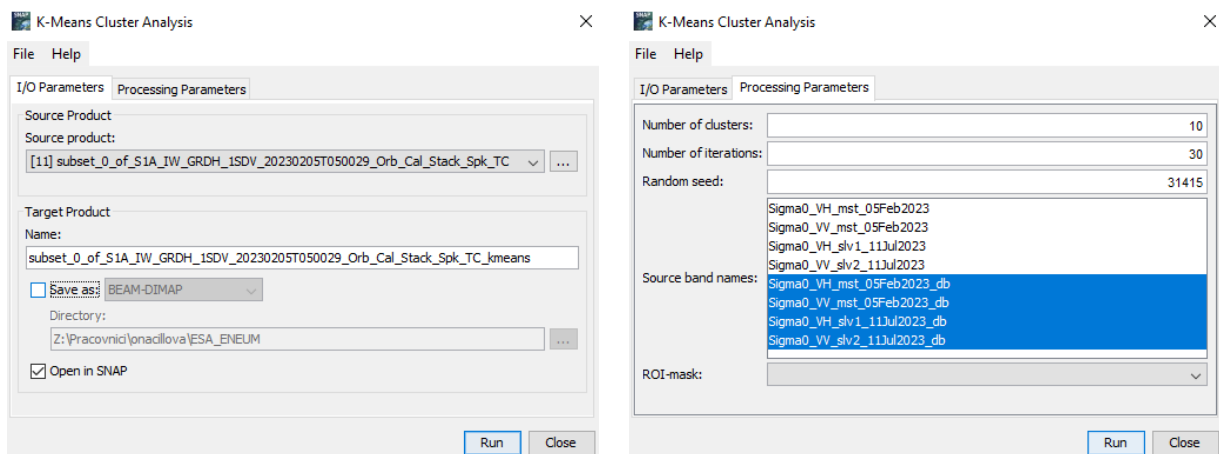 K-Means Cluster Analysis
File Help
I/O Parameters Processing Parameters
Source Product
Source product:
[11] subset_0_of_S1A_IW_GRDH_1SDV_20230205T050029_Orb_Cal_Stack_Spk_TC
...
Target Product
Name:
subset_0_of_S1A_IW_GRDH_1SDV_20230205T050029_Orb_Cal_Stack_Spk_TC_kmeans
Save as: BEAM-DIMAP
Directory:
Z:\Pracovnici\onacillova\ESA_ENEUM
...
Open in SNAP
Run Close
K-Means Cluster Analysis
File Help
I/O Parameters Processing Parameters
Number of clusters: 10
Number of iterations: 30
Random seed: 31415
Sigma0_VH_mst_05Feb2023
Sigma0_VV_mst_05Feb2023
Sigma0_VH_slv1_11Jul2023
Sigma0_VV_slv2_11Jul2023
Source band names: Sigma0_VH_mst_05Feb2023_db
Sigma0_VV_mst_05Feb2023_db
Sigma0_VH_slv1_11Jul2023_db
Sigma0_VV_slv2_11Jul2023_db
ROI-mask:
Run Close